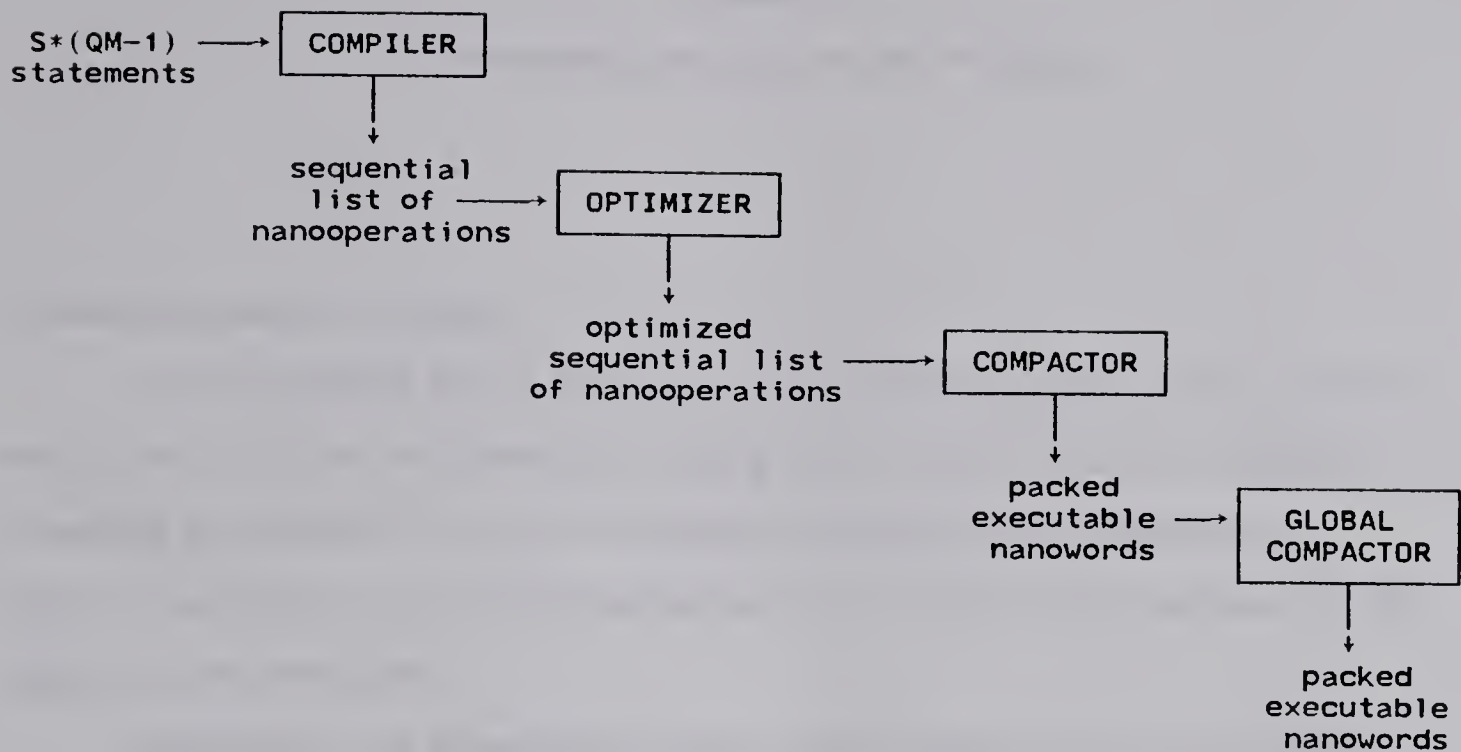 S*(QM-1)
statements
COMPILER
sequential
list of
nanooperations
OPTIMIZER
optimized
sequential list
of nanooperations
COMPACTOR
packed
executable
nanowords
GLOBAL
COMPACTOR
packed
executable
nanowords